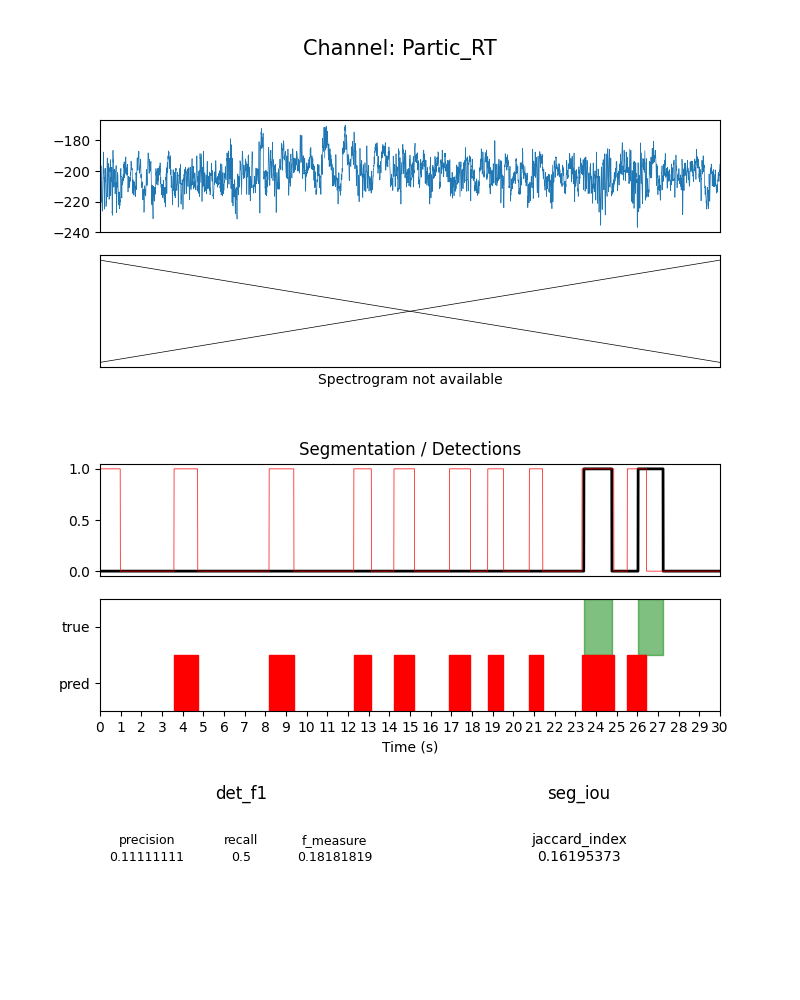 Channel: Partic_RT
−180
−200
−220
−240
Spectrogram not available
Segmentation / Detections
1.0
0.5
0.0
true
pred
0 1 2 3 4 5 6 7 8 9 10 11 12 13 14 15 16 17 18 19 20 21 22 23 24 25 26 27 28 29 30
Time (s)
det_f1 seg_iou
precision recall f_measure jaccard_index
0.11111111 0.5 0.18181819 0.16195373